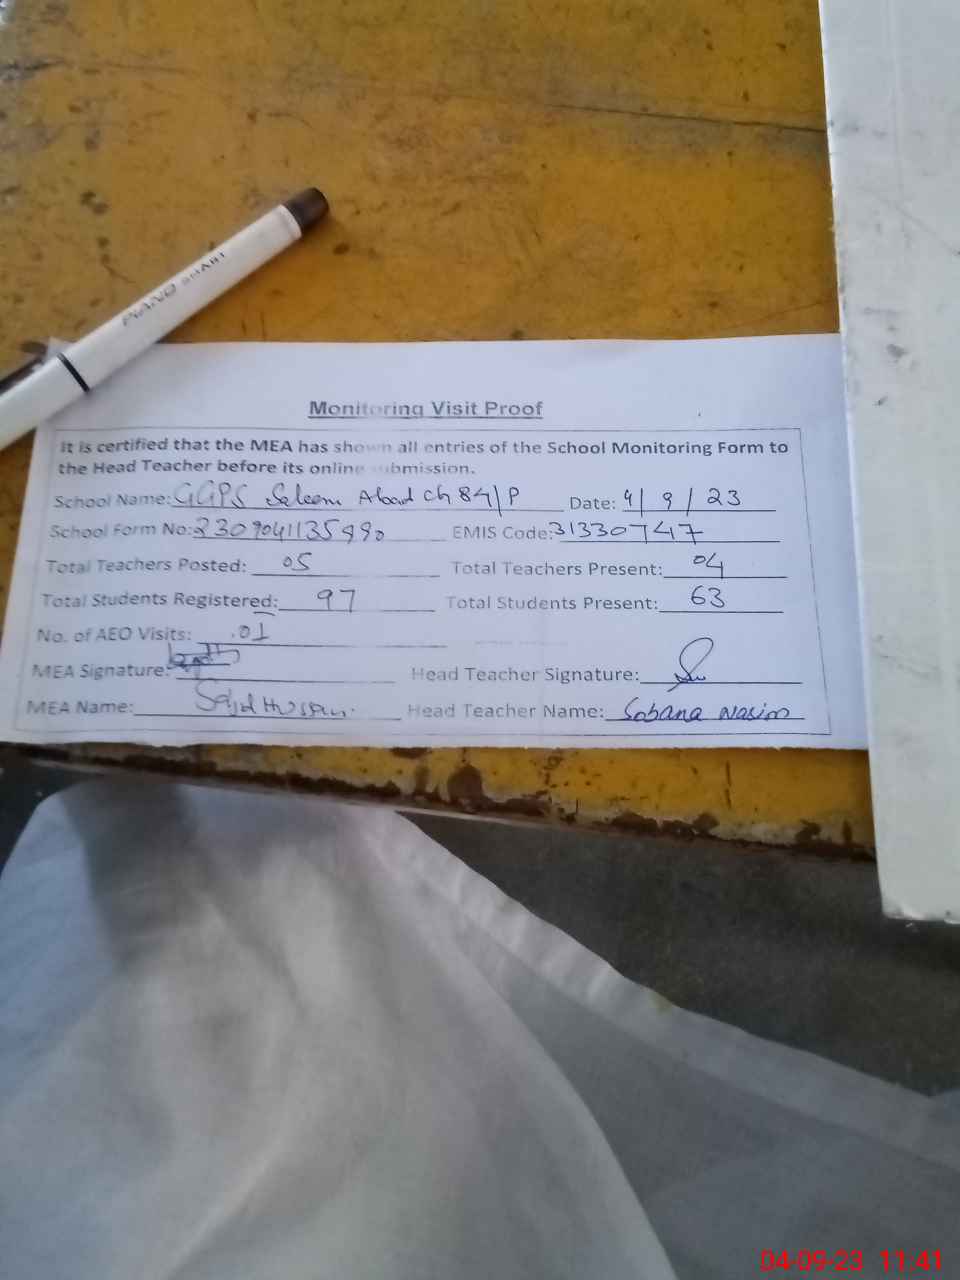 PIANO SMART
Monitoring Visit Proof
It is certified that the MEA has shown all entries of the School Monitoring Form to
the Head Teacher before its online submission.
School Name: GGPS Saleem Abad Ch 84/P Date: 4/9/23
School Form No: 2309041135490 EMIS Code: 31330747
Total Teachers Posted: 05 Total Teachers Present: 04
Total Students Registered: 97 Total Students Present: 63
No. of AEO Visits: .01
MEA Signature: Head Teacher Signature:
MEA Name: Sajid Hussain. Head Teacher Name: Sobana Nasim
04-09-23 11:41